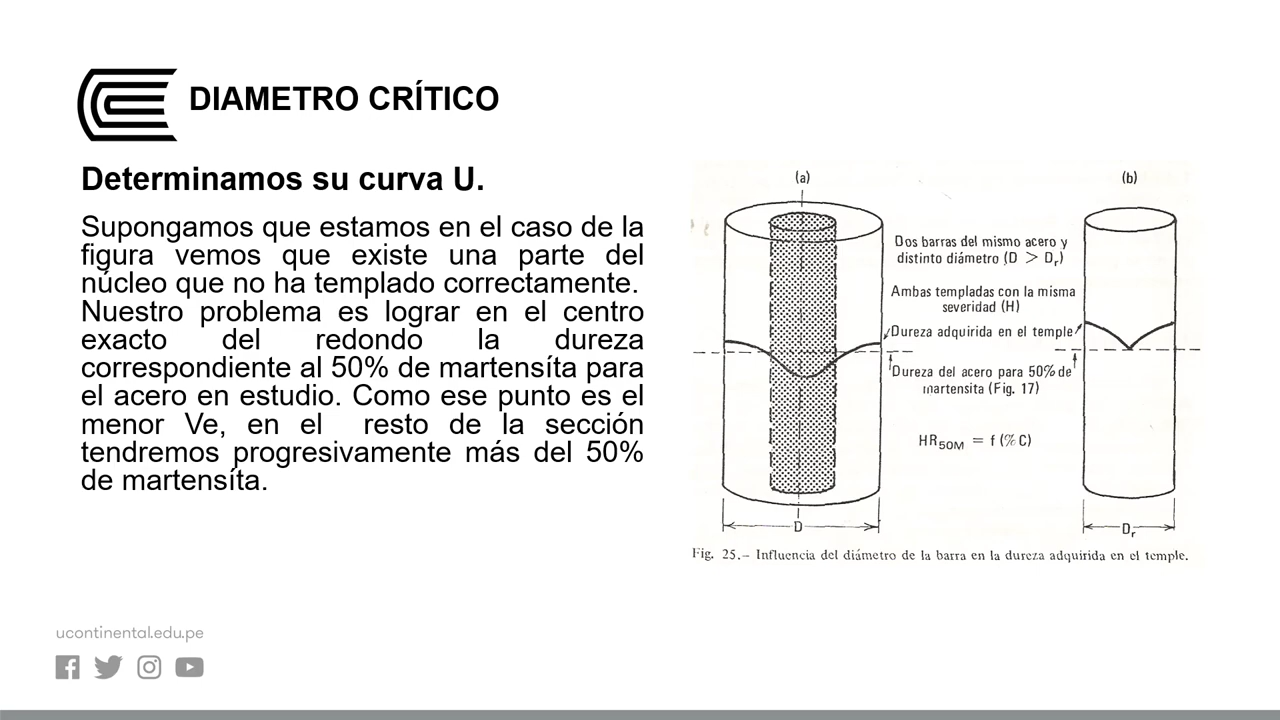 DIAMETRO CRÍTICO
Determinamos su curva U.
Supongamos que estamos en el caso de la
figura vemos que existe una parte del
núcleo que no ha templado correctamente.
Nuestro problema es lograr en el centro
exacto del redondo la dureza
correspondiente al 50% de martensíta para
el acero en estudio. Como ese punto es el
menor Ve, en el resto de la sección
tendremos progresivamente más del 50%
de martensíta.
(a)
(b)
Dos barras del mismo acero y
distinto diámetro (D > Dr)
Ambas templadas con la misma
severidad (H)
Dureza adquirida en el temple
Dureza del acero para 50% de
martensita (Fig. 17)
HR50M = f (% C)
D
Dr
Fig. 25.- Influencia del diámetro de la barra en la dureza adquirida en el temple.
ucontinental.edu.pe